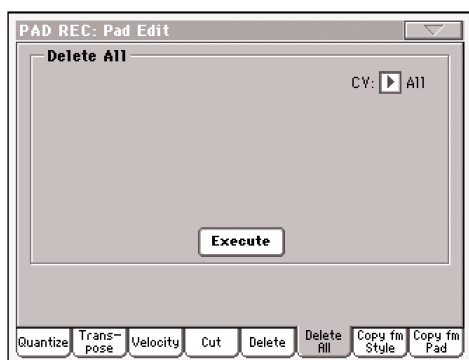 PAD REC: Pad Edit
Delete All
CV: All
Execute
Quantize
Trans-
pose
Velocity
Cut
Delete
Delete
All
Copy fm
Style
Copy fm
Pad